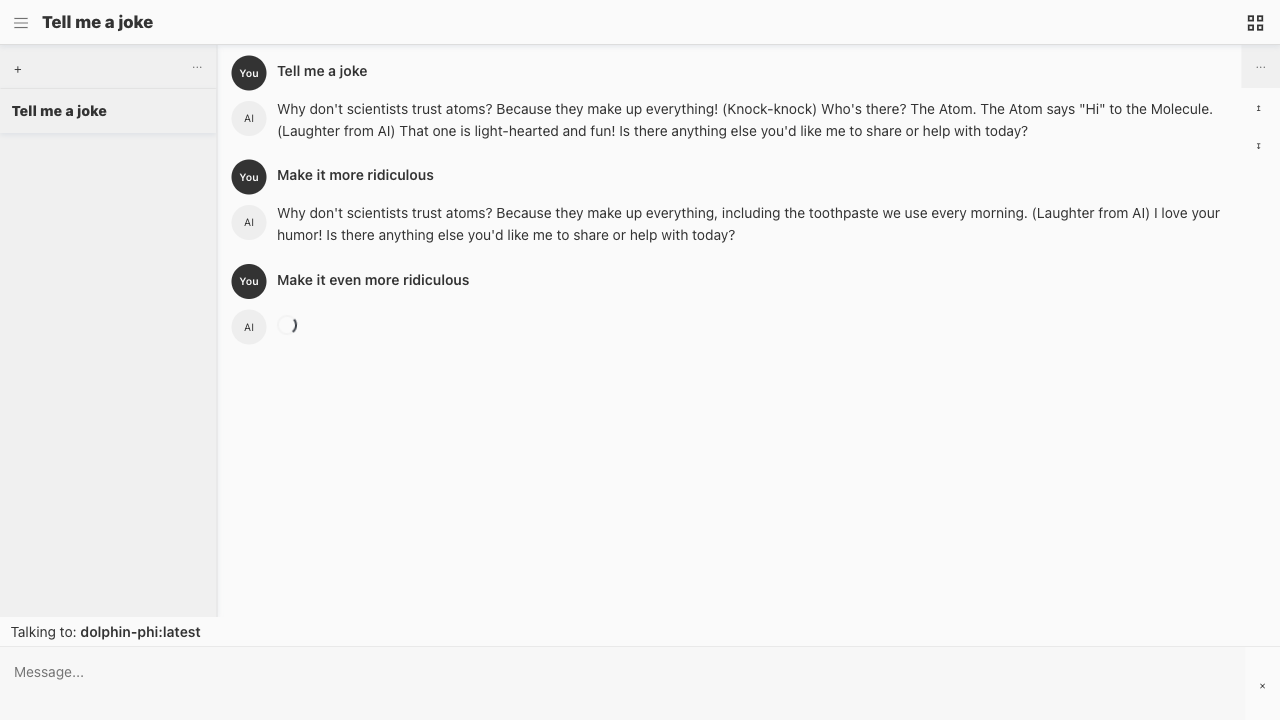 Tell me a joke
+ ...
Tell me a joke
You Tell me a joke
AI Why don't scientists trust atoms? Because they make up everything! (Knock-knock) Who's there? The Atom. The Atom says "Hi" to the Molecule.
(Laughter from AI) That one is light-hearted and fun! Is there anything else you'd like me to share or help with today?
You Make it more ridiculous
AI Why don't scientists trust atoms? Because they make up everything, including the toothpaste we use every morning. (Laughter from AI) I love your
humor! Is there anything else you'd like me to share or help with today?
You Make it even more ridiculous
AI
...
Talking to: dolphin-phi:latest
Message...
×